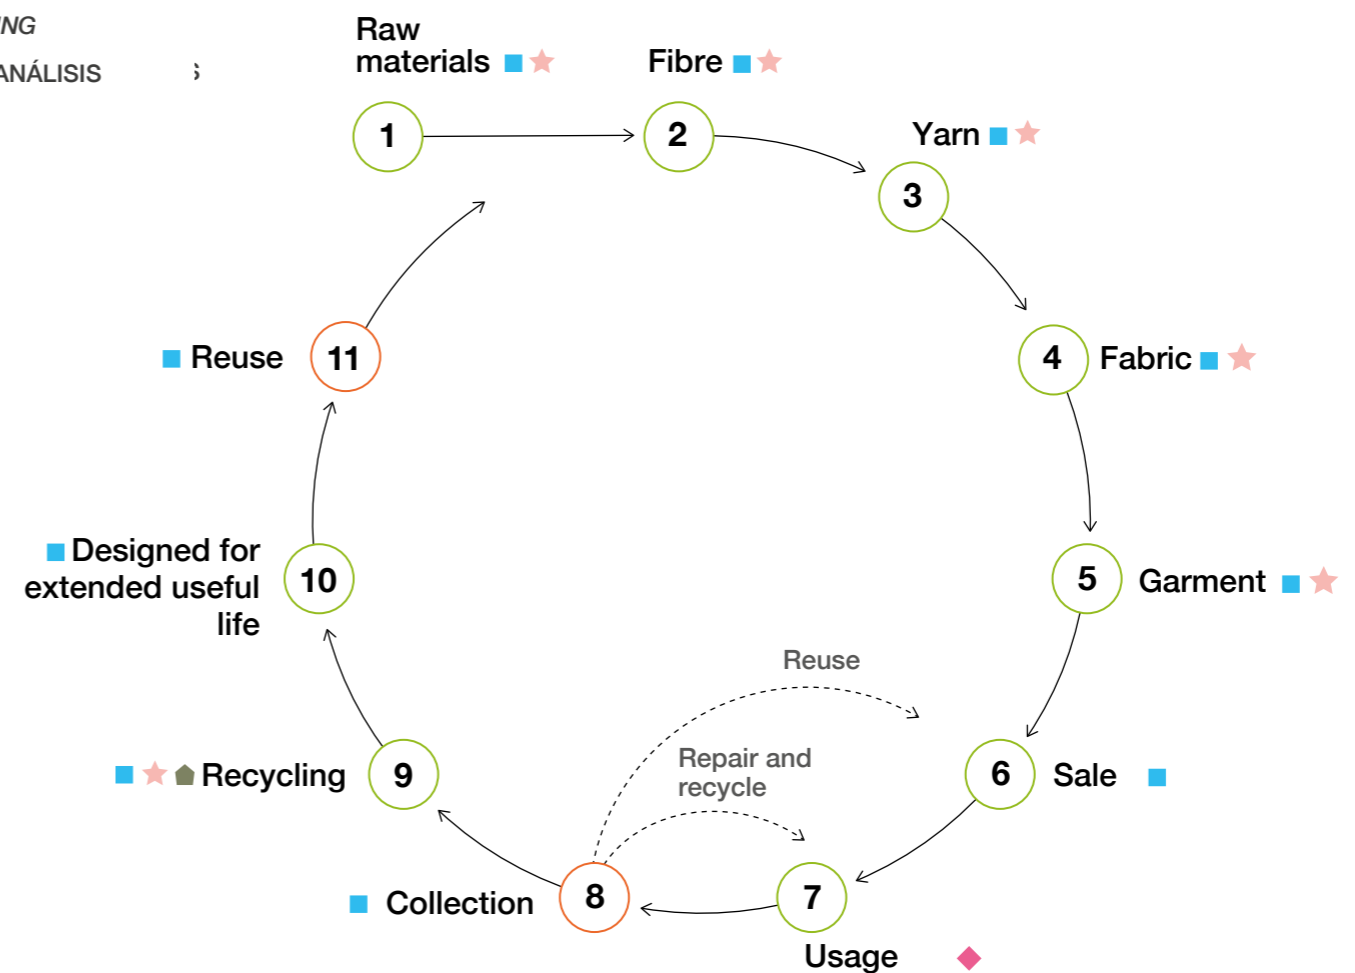 NG
ANÁLISIS
Raw
materials
Fibre
Yarn
1
2
3
Reuse
11
4
Fabric
Designed for
extended useful
life
10
5
Garment
Reuse
Repair and
recycle
Recycling
9
6
Sale
Collection
8
7
Usage